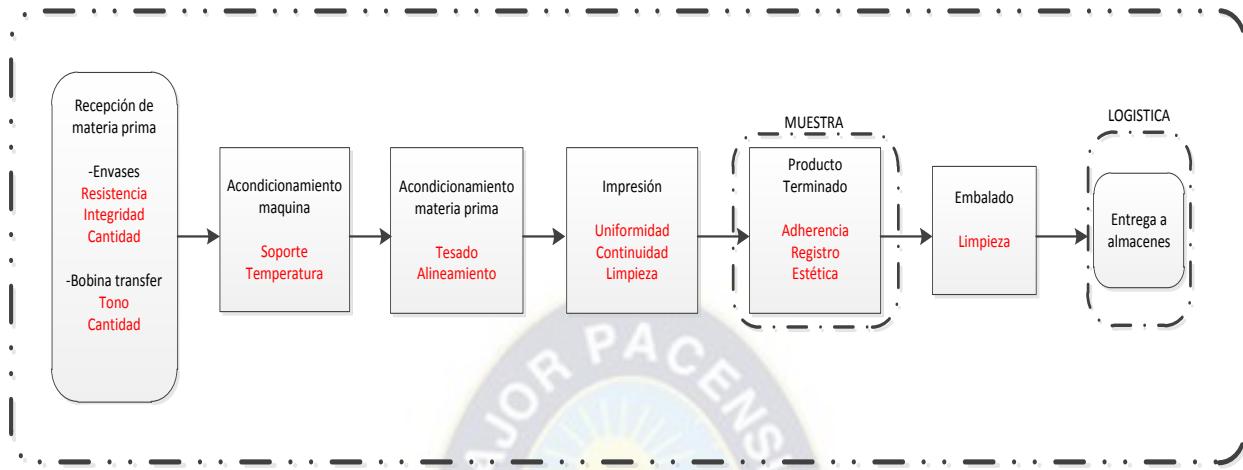 Recepción de
materia prima
-Envases
Resistencia
Integridad
Cantidad
-Bobina transfer
Tono
Cantidad
Acondicionamiento
maquina
Soporte
Temperatura
Acondicionamiento
materia prima
Tesado
Alineamiento
Impresión
Uniformidad
Continuidad
Limpieza
MUESTRA
Producto
Terminado
Adherencia
Registro
Estética
Embalado
Limpieza
LOGISTICA
Entrega a
almacenes